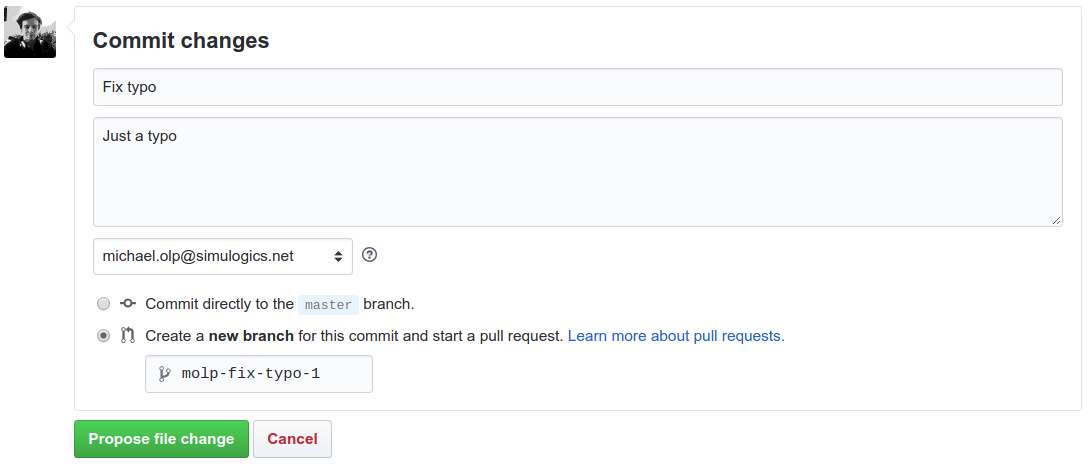 Commit changes
Fix typo
Just a typo
michael.olp@simulogics.net
Commit directly to the master branch.
Create a new branch for this commit and start a pull request. Learn more about pull requests.
molp-fix-typo-1
Propose file change Cancel